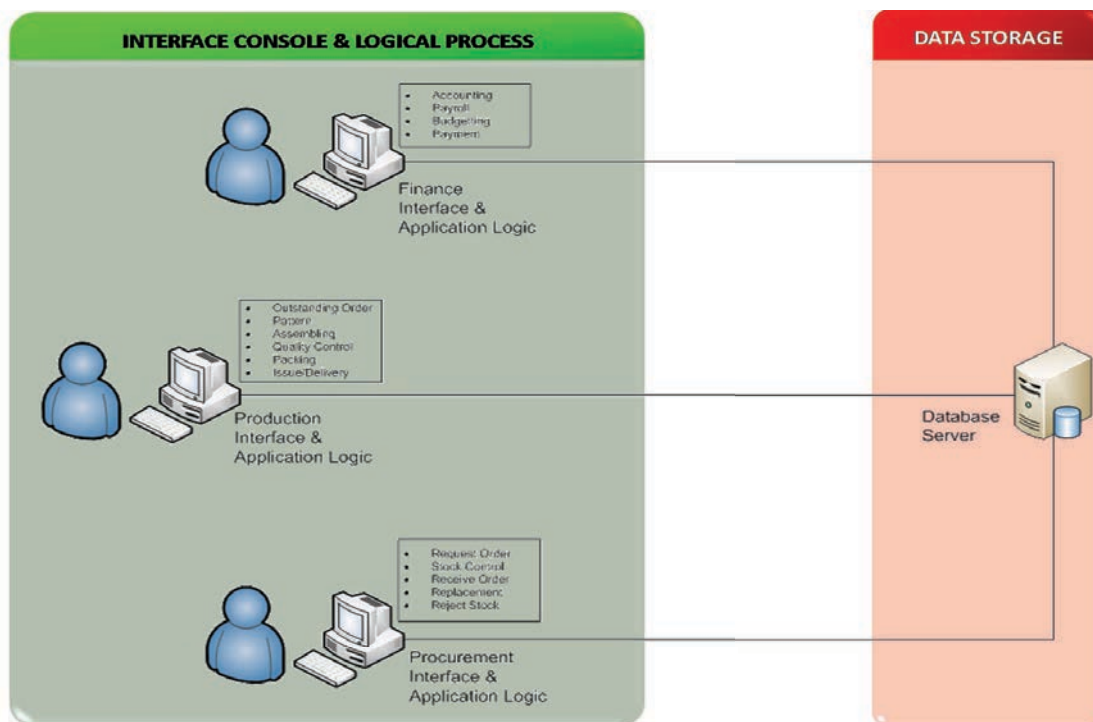 INTERFACE CONSOLE & LOGICAL PROCESS
DATA STORAGE
• Accounting
• Payroll
• Budgetting
• Payment
Finance
Interface &
Application Logic
• Outstanding Order
• Pattern
• Assembling
• Quality Control
• Packing
• Issue/Delivery
Production
Interface &
Application Logic
Database
Server
• Request Order
• Stock Control
• Receive Order
• Replacement
• Reject Stock
Procurement
Interface &
Application Logic